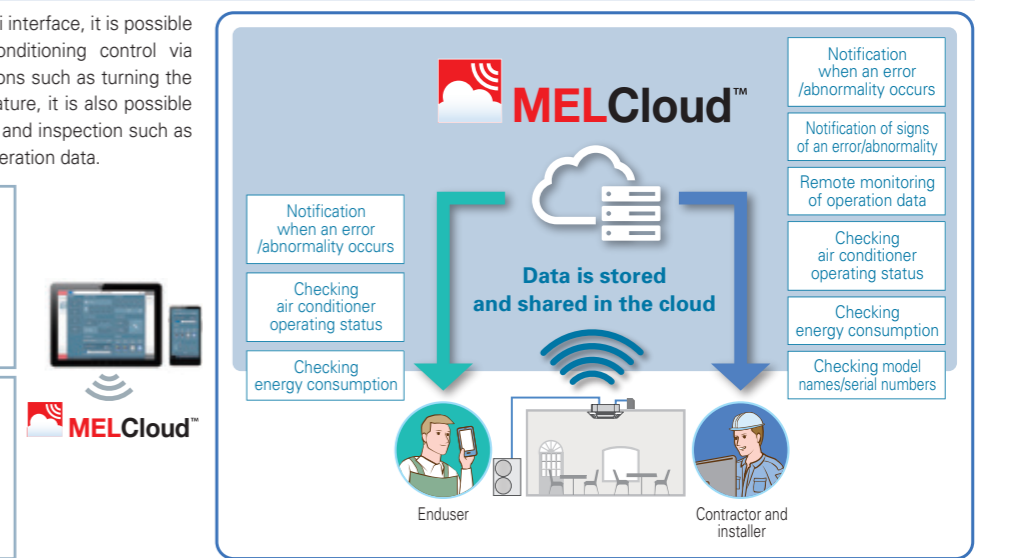 i interface, it is possible
onditioning control via
ons such as turning the
ature, it is also possible
and inspection such as
eration data.
MELCloud™
MELCloud™
Notification
when an error
/abnormality occurs
Checking
air conditioner
operating status
Checking
energy consumption
Data is stored
and shared in the cloud
Notification
when an error
/abnormality occurs
Notification of signs
of an error/abnormality
Remote monitoring
of operation data
Checking
air conditioner
operating status
Checking
energy consumption
Checking model
names/serial numbers
Enduser
Contractor and
installer